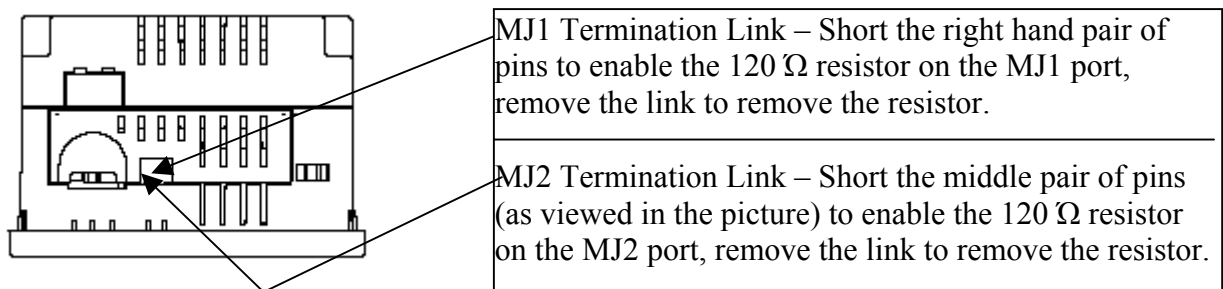 MJ1 Termination Link – Short the right hand pair of
pins to enable the 120 Ώ resistor on the MJ1 port,
remove the link to remove the resistor.
MJ2 Termination Link – Short the middle pair of pins
(as viewed in the picture) to enable the 120 Ώ resistor
on the MJ2 port, remove the link to remove the resistor.